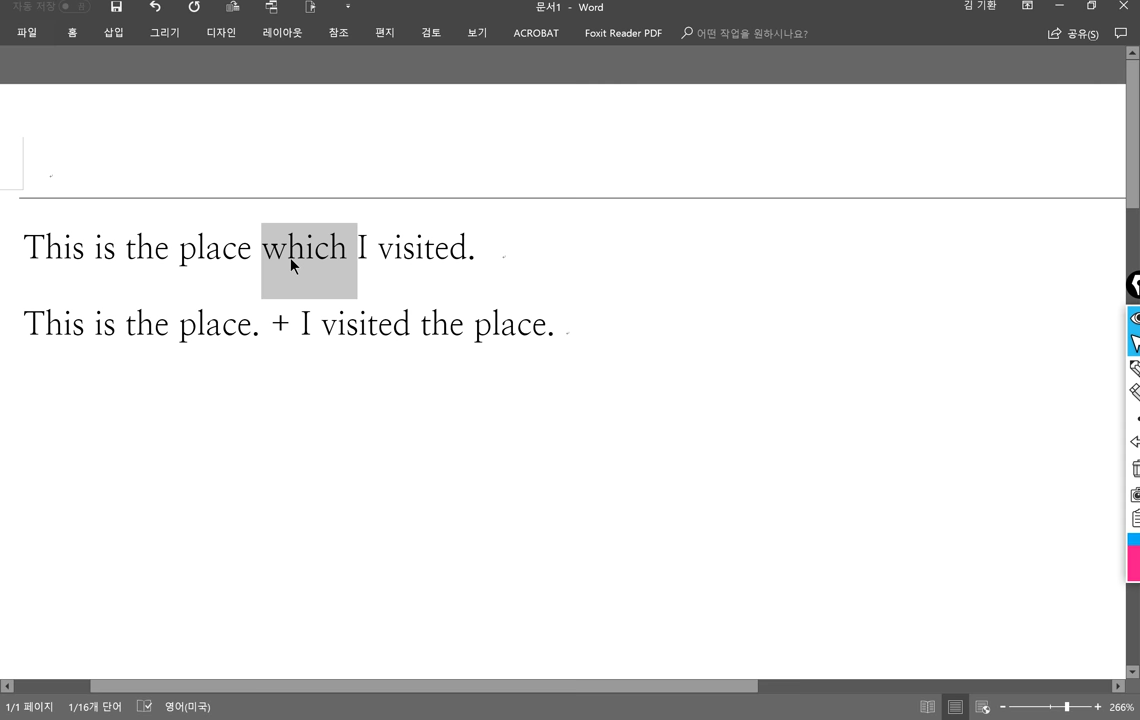 자동 저장
문서1 - Word
김 기환
파일 홈 삽입 그리기 디자인 레이아웃 참조 편지 검토 보기 ACROBAT Foxit Reader PDF 어떤 작업을 원하시나요? 공유(S)
This is the place which I visited.
This is the place. + I visited the place.
1/1 페이지 1/16개 단어 영어(미국) 266%